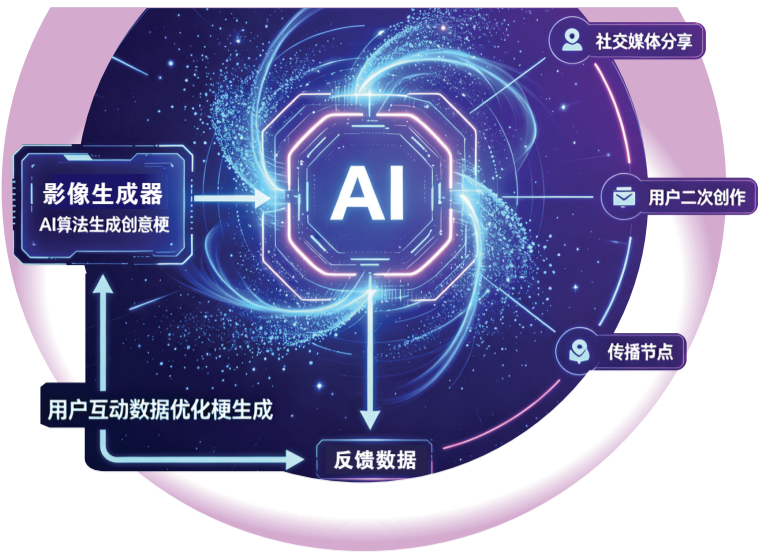 社交媒体分享
影像生成器
AI算法生成创意梗
AI
用户二次创作
传播节点
用户互动数据优化梗生成
反馈数据